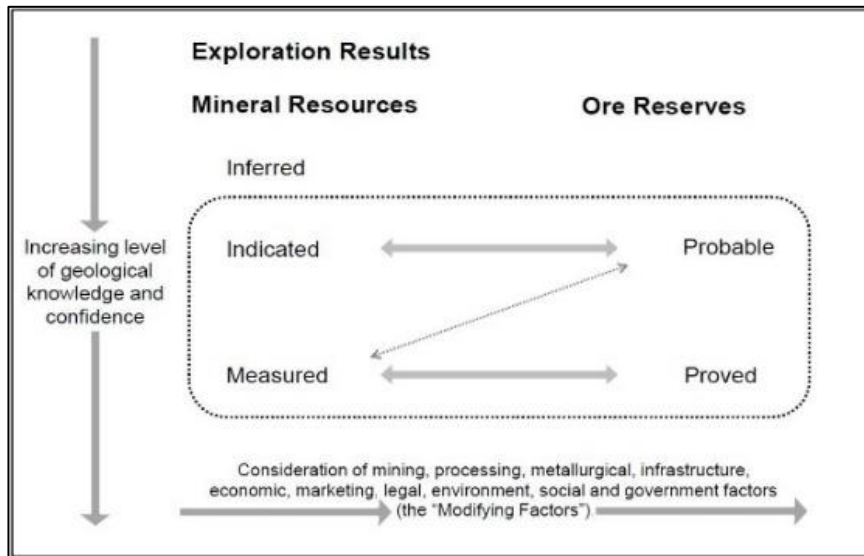 Exploration Results
Mineral Resources
Ore Reserves
Inferred
Increasing level
of geological
knowledge and
confidence
Indicated
Probable
Measured
Proved
Consideration of mining, processing, metallurgical, infrastructure,
economic, marketing, legal, environment, social and government factors
(the “Modifying Factors”)